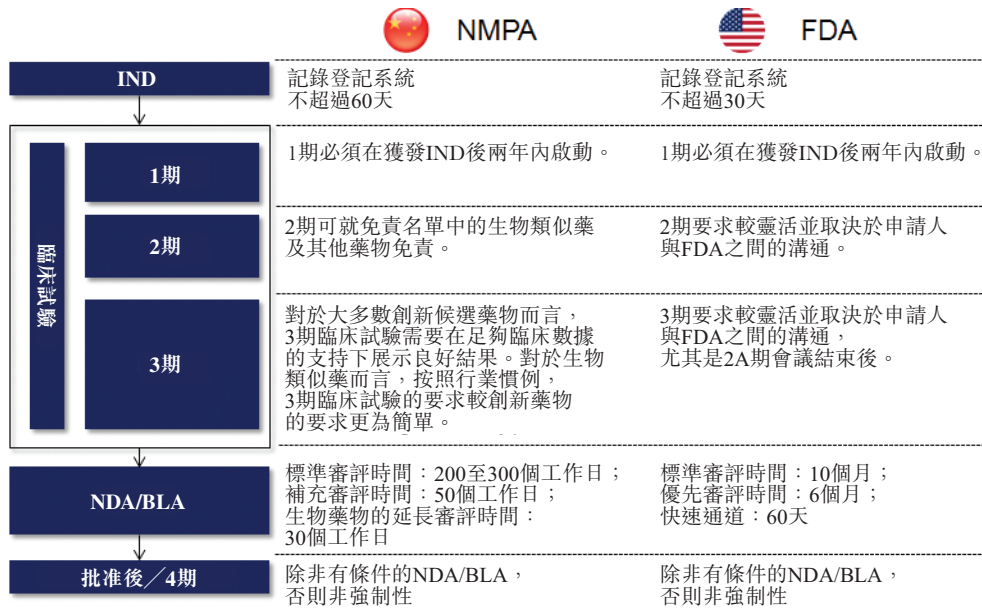 NMPA
FDA
IND
記錄登記系統
不超過60天
記錄登記系統
不超過30天
臨床試驗
1期
1期必須在獲發IND後兩年內啟動。
1期必須在獲發IND後兩年內啟動。
2期
2期可就免責名單中的生物類似藥
及其他藥物免責。
2期要求較靈活並取決於申請人
與FDA之間的溝通。
3期
對於大多數創新候選藥物而言，
3期臨床試驗需要在足夠臨床數據
的支持下展示良好結果。對於生物
類似藥而言，按照行業慣例，
3期臨床試驗的要求較創新藥物
的要求更為簡單。
3期要求較靈活並取決於申請人
與FDA之間的溝通，
尤其是2A期會議結束後。
NDA/BLA
標準審評時間：200至300個工作日；
補充審評時間：50個工作日；
生物藥物的延長審評時間：
30個工作日
標準審評時間：10個月；
優先審評時間：6個月；
快速通道：60天
批准後／4期
除非有條件的NDA/BLA，
否則非強制性
除非有條件的NDA/BLA，
否則非強制性